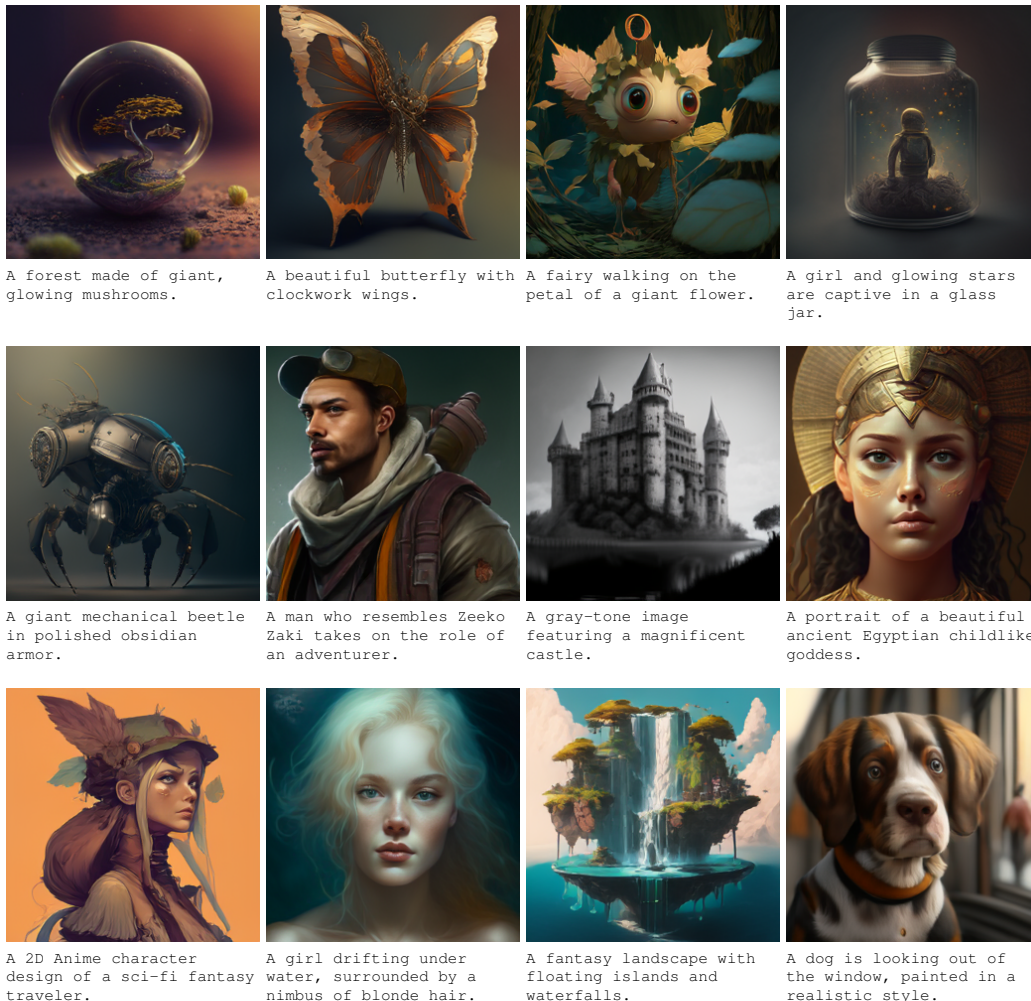 A forest made of giant,
glowing mushrooms.
A beautiful butterfly with
clockwork wings.
A fairy walking on the
petal of a giant flower.
A girl and glowing stars
are captive in a glass
jar.
A giant mechanical beetle
in polished obsidian
armor.
A man who resembles Zeeko
Zaki takes on the role of
an adventurer.
A gray-tone image
featuring a magnificent
castle.
A portrait of a beautiful
ancient Egyptian childlike
goddess.
A 2D Anime character
design of a sci-fi fantasy
traveler.
A girl drifting under
water, surrounded by a
nimbus of blonde hair.
A fantasy landscape with
floating islands and
waterfalls.
A dog is looking out of
the window, painted in a
realistic style.